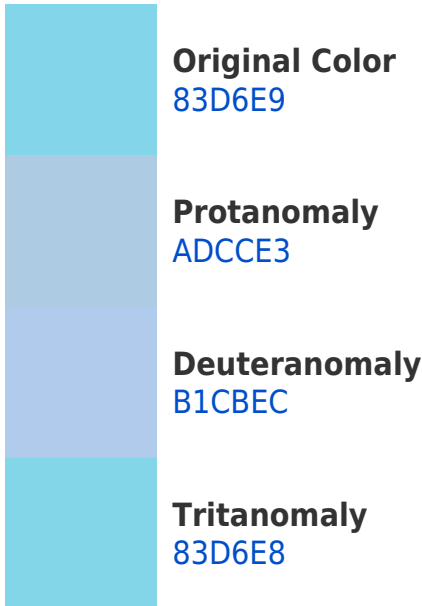 Original Color
83D6E9
Protanomaly
ADCCE3
Deuteranomaly
B1CBEC
Tritanomaly
83D6E8